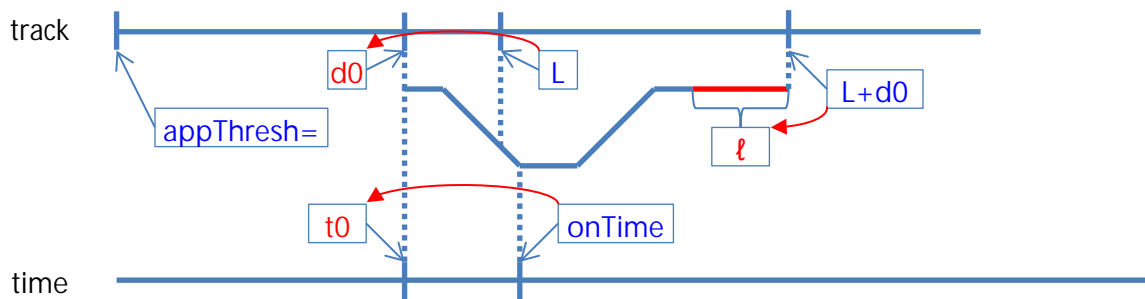 track
d0
L
L+d0
appThresh=
ℓ
t0
onTime
time